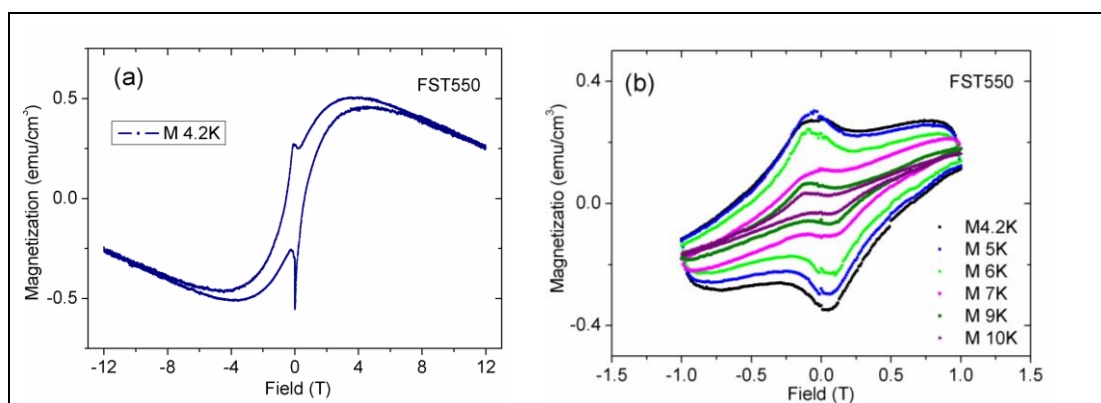 (a)
FST550
M 4.2K
Magnetization (emu/cm³)
0.5
0.0
-0.5
-12 -8 -4 0 4 8 12
Field (T)
(b)
FST550
Magnetizatio (emu/cm³)
0.4
0.0
-0.4
M4.2K
M 5K
M 6K
M 7K
M 9K
M 10K
-1.5 -1.0 -0.5 0.0 0.5 1.0 1.5
Field (T)